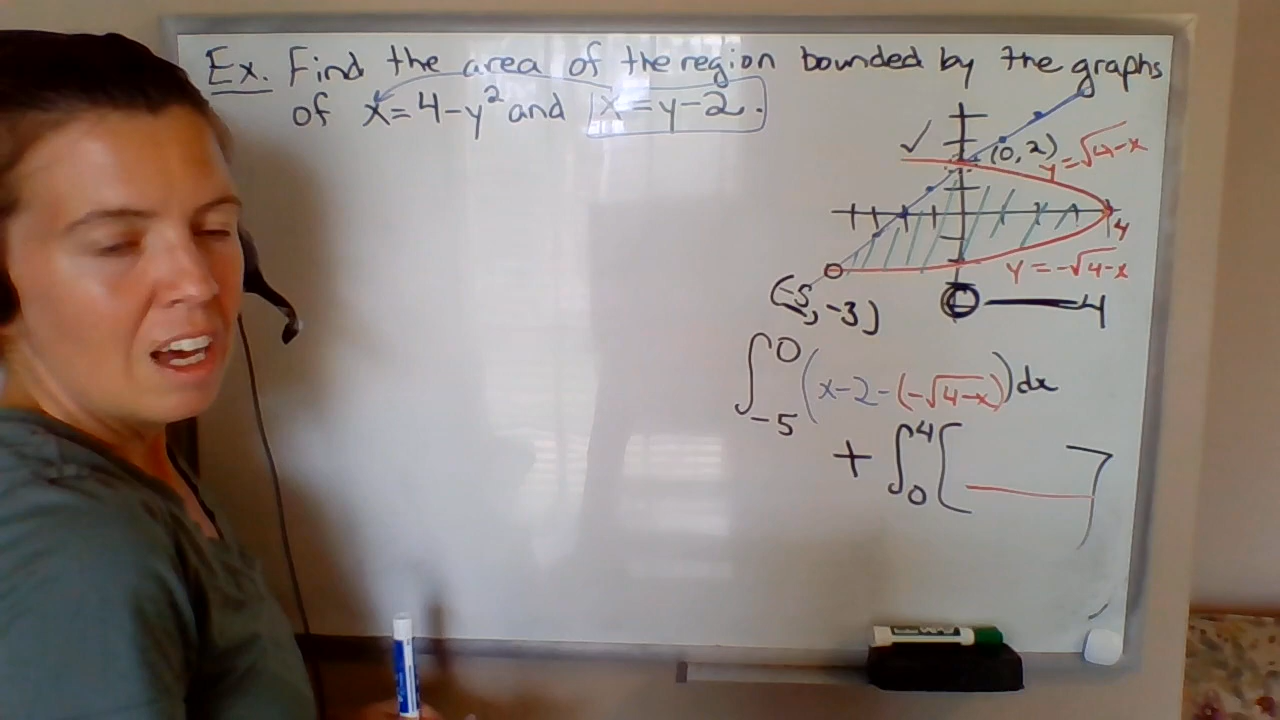 Ex. Find the area of the region bounded by the graphs
of x = 4 - y² and x = y - 2.
✓ (0, 2) y = √4-x
4
y = -√4-x
(-5, -3) 0 4
∫₋₅⁰ (x - 2 - (-√4-x)) dx
+ ∫₀⁴ [ ]